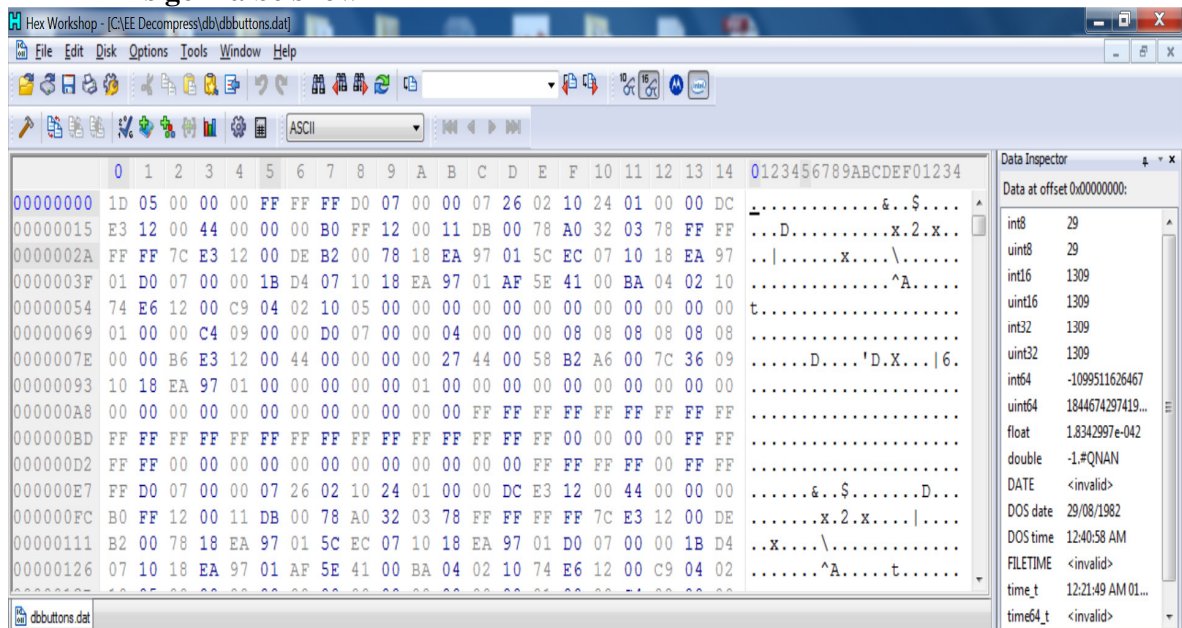 Hex Workshop - [C:\EE Decompress\db\dbbuttons.dat]
File Edit Disk Options Tools Window Help
ASCII
0 1 2 3 4 5 6 7 8 9 A B C D E F 10 11 12 13 14 0123456789ABCDEF01234
00000000 1D 05 00 00 00 FF FF FF D0 07 00 00 07 26 02 10 24 01 00 00 DC .............&..$....
00000015 E3 12 00 44 00 00 00 B0 FF 12 00 11 DB 00 78 A0 32 03 78 FF FF ...D..........x.2.x..
0000002A FF FF 7C E3 12 00 DE B2 00 78 18 EA 97 01 5C EC 07 10 18 EA 97 ..|......x....\......
0000003F 01 D0 07 00 00 1B D4 07 10 18 EA 97 01 AF 5E 41 00 BA 04 02 10 ..............^A.....
00000054 74 E6 12 00 C9 04 02 10 05 00 00 00 00 00 00 00 00 00 00 00 00 t....................
00000069 01 00 00 C4 09 00 00 D0 07 00 00 04 00 00 00 08 08 08 08 08 08 .....................
0000007E 00 00 B6 E3 12 00 44 00 00 00 00 27 44 00 58 B2 A6 00 7C 36 09 ......D....'D.X...|6.
00000093 10 18 EA 97 01 00 00 00 00 00 01 00 00 00 00 00 00 00 00 00 00 .....................
000000A8 00 00 00 00 00 00 00 00 00 00 00 00 FF FF FF FF FF FF FF FF FF .....................
000000BD FF FF FF FF FF FF FF FF FF FF FF FF FF FF FF 00 00 00 00 FF FF .....................
000000D2 FF FF 00 00 00 00 00 00 00 00 00 00 00 00 FF FF FF FF 00 FF FF .....................
000000E7 FF D0 07 00 00 07 26 02 10 24 01 00 00 DC E3 12 00 44 00 00 00 ......&..$.......D...
000000FC B0 FF 12 00 11 DB 00 78 A0 32 03 78 FF FF FF FF 7C E3 12 00 DE .......x.2.x....|....
00000111 B2 00 78 18 EA 97 01 5C EC 07 10 18 EA 97 01 D0 07 00 00 1B D4 ..x....\.............
00000126 07 10 18 EA 97 01 AF 5E 41 00 BA 04 02 10 74 E6 12 00 C9 04 02 .......^A.....t......
dbbuttons.dat
Data Inspector
Data at offset 0x00000000:
int8 29
uint8 29
int16 1309
uint16 1309
int32 1309
uint32 1309
int64 -1099511626467
uint64 1844674297419...
float 1.8342997e-042
double -1.#QNAN
DATE <invalid>
DOS date 29/08/1982
DOS time 12:40:58 AM
FILETIME <invalid>
time_t 12:21:49 AM 01...
time64_t <invalid>